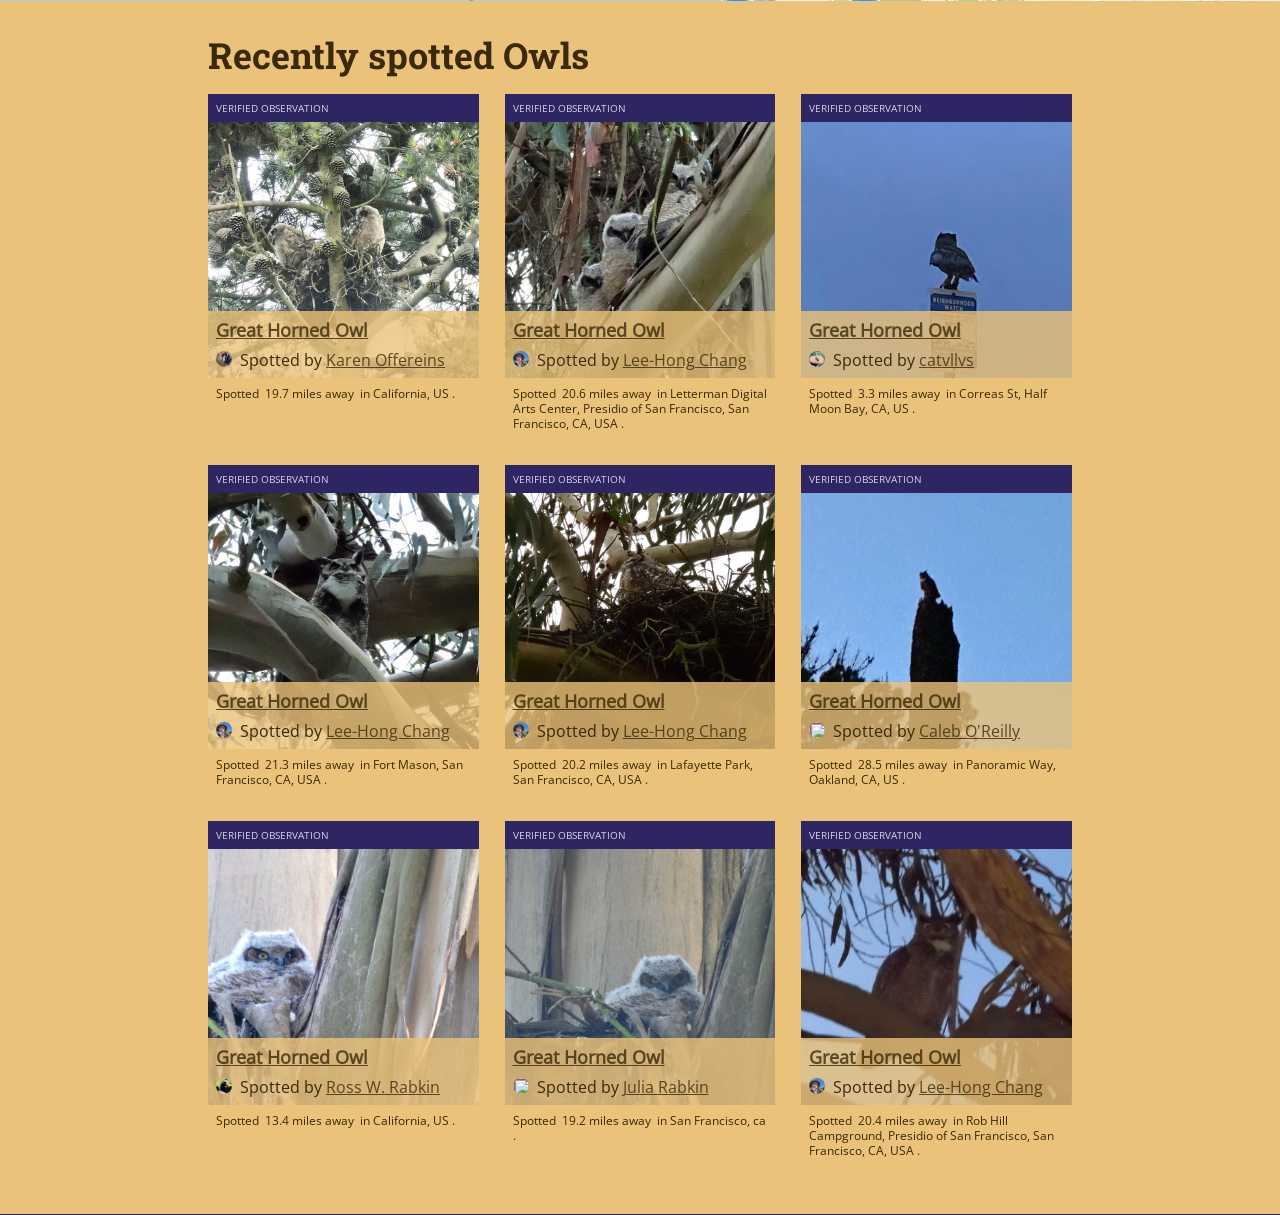 Recently spotted Owls
VERIFIED OBSERVATION
Great Horned Owl
Spotted by Karen Offereins
Spotted 19.7 miles away in California, US .
VERIFIED OBSERVATION
Great Horned Owl
Spotted by Lee-Hong Chang
Spotted 20.6 miles away in Letterman Digital
Arts Center, Presidio of San Francisco, San
Francisco, CA, USA .
VERIFIED OBSERVATION
NEIGHBORHOOD
WATCH
Great Horned Owl
Spotted by catvllvs
Spotted 3.3 miles away in Correas St, Half
Moon Bay, CA, US .
VERIFIED OBSERVATION
Great Horned Owl
Spotted by Lee-Hong Chang
Spotted 21.3 miles away in Fort Mason, San
Francisco, CA, USA .
VERIFIED OBSERVATION
Great Horned Owl
Spotted by Lee-Hong Chang
Spotted 20.2 miles away in Lafayette Park,
San Francisco, CA, USA .
VERIFIED OBSERVATION
Great Horned Owl
Spotted by Caleb O'Reilly
Spotted 28.5 miles away in Panoramic Way,
Oakland, CA, US .
VERIFIED OBSERVATION
Great Horned Owl
Spotted by Ross W. Rabkin
Spotted 13.4 miles away in California, US .
VERIFIED OBSERVATION
Great Horned Owl
Spotted by Julia Rabkin
Spotted 19.2 miles away in San Francisco, ca
.
VERIFIED OBSERVATION
Great Horned Owl
Spotted by Lee-Hong Chang
Spotted 20.4 miles away in Rob Hill
Campground, Presidio of San Francisco, San
Francisco, CA, USA .